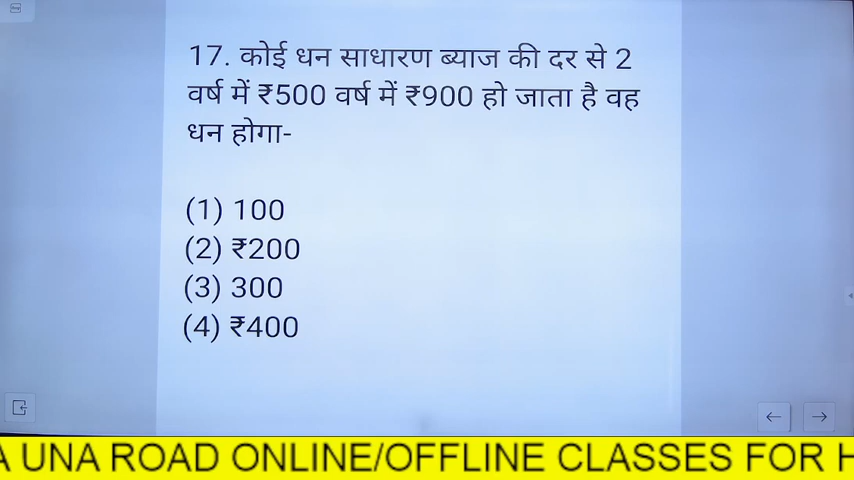 17. कोई धन साधारण ब्याज की दर से 2
वर्ष में ₹500 वर्ष में ₹900 हो जाता है वह
धन होगा-
(1) 100
(2) ₹200
(3) 300
(4) ₹400
A UNA ROAD ONLINE/OFFLINE CLASSES FOR H